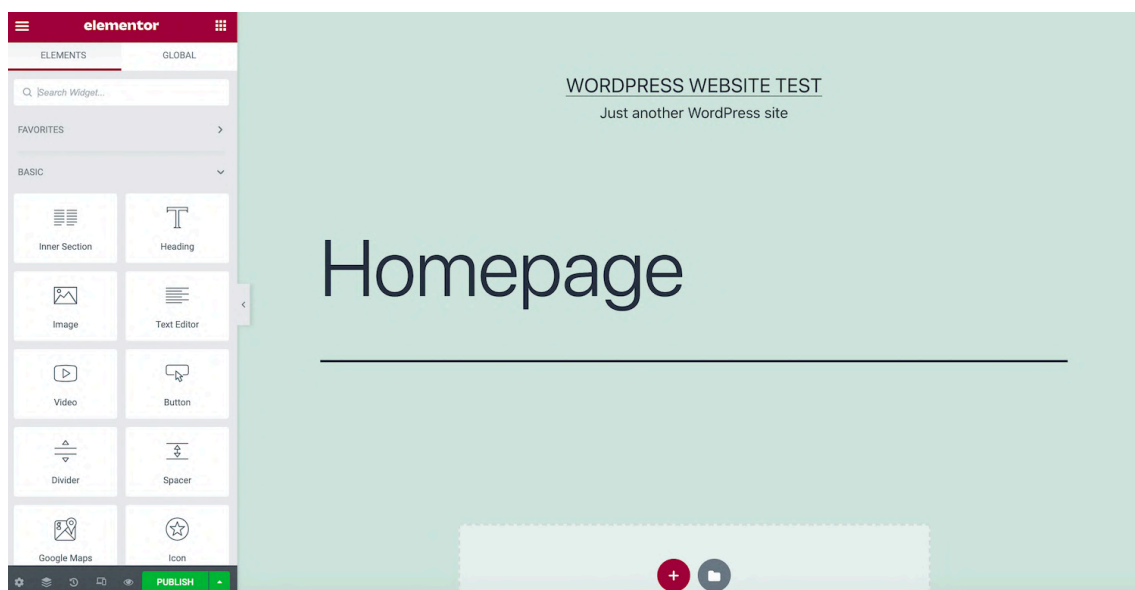 elementor
ELEMENTS GLOBAL
Search Widget...
FAVORITES
BASIC
Inner Section Heading
Image Text Editor
Video Button
Divider Spacer
Google Maps Icon
PUBLISH
WORDPRESS WEBSITE TEST
Just another WordPress site
Homepage